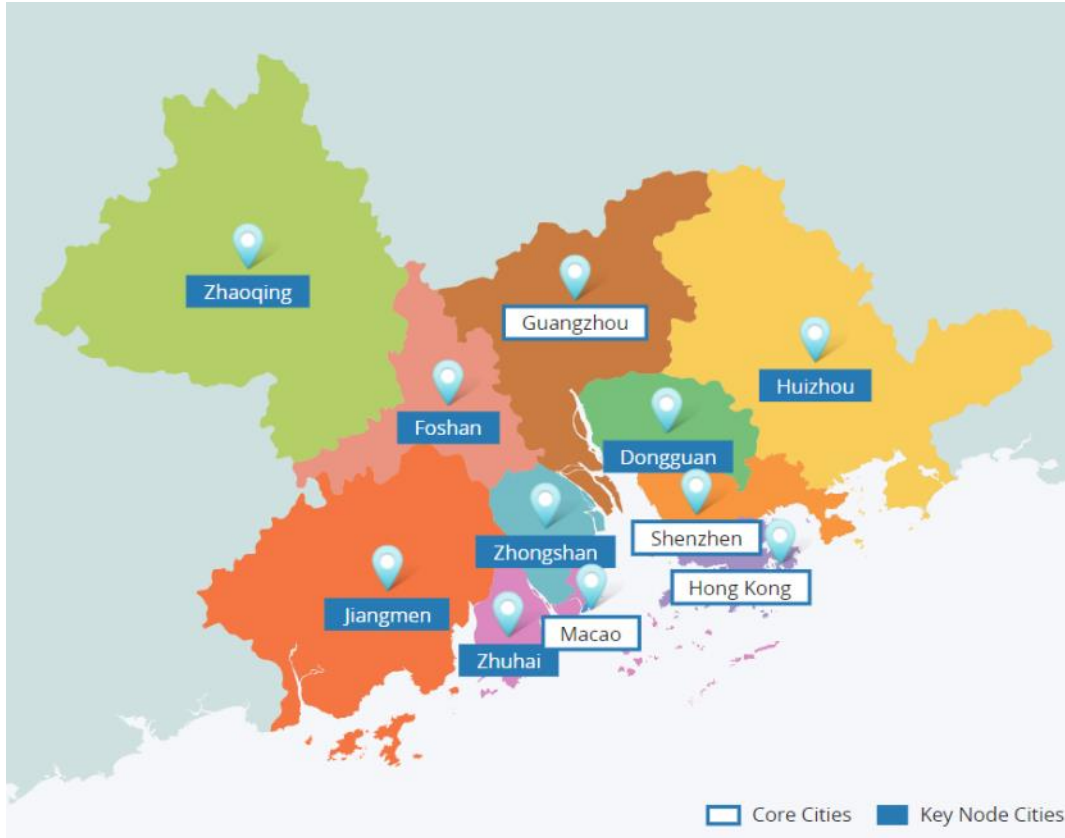 Zhaoqing
Guangzhou
Huizhou
Foshan
Dongguan
Shenzhen
Zhongshan
Hong Kong
Jiangmen
Macao
Zhuhai
Core Cities
Key Node Cities